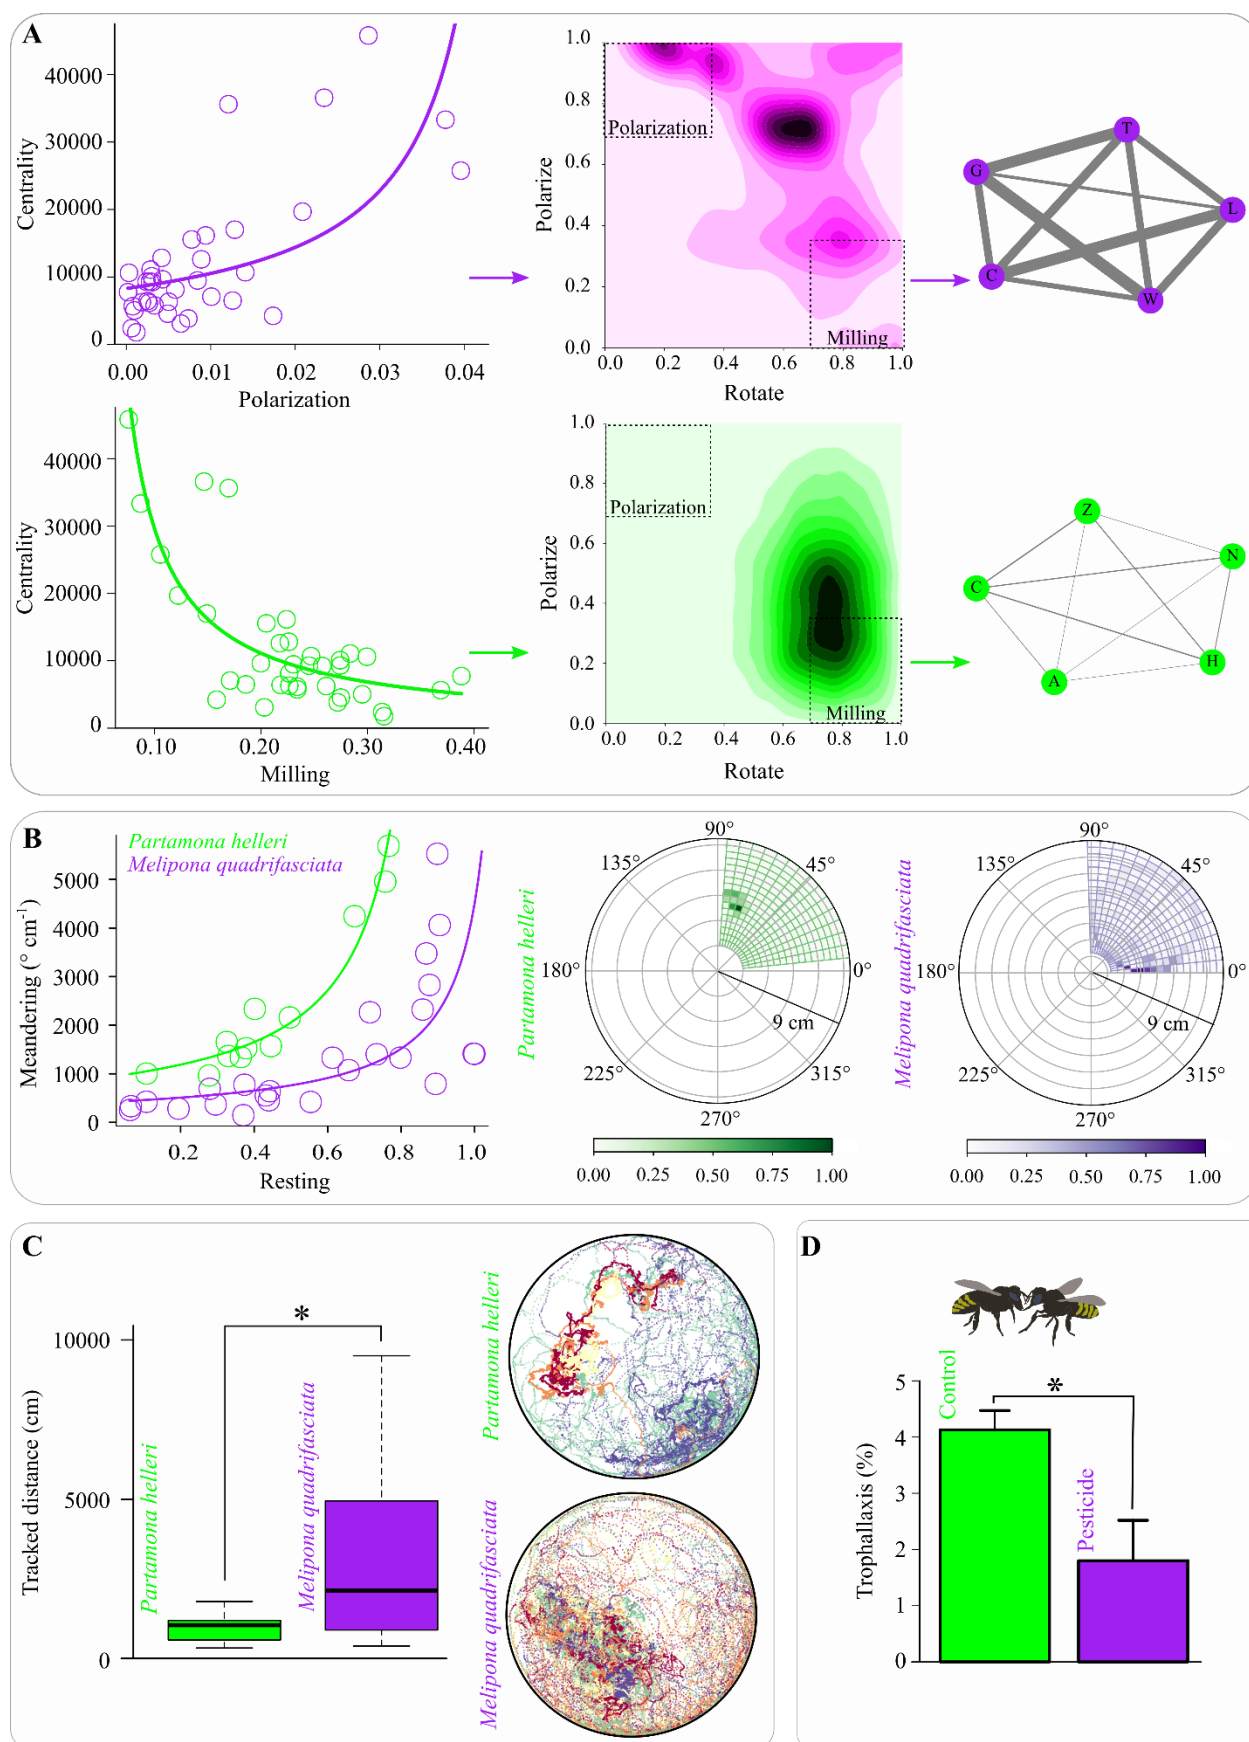 A
Centrality
40000
30000
20000
10000
0
0.00 0.01 0.02 0.03 0.04
Polarization
Polarize
1.0
0.8
0.6
0.4
0.2
0.0
Polarization
Milling
0.0 0.2 0.4 0.6 0.8 1.0
Rotate
T
G
L
C
W
Centrality
40000
30000
20000
10000
0
0.10 0.20 0.30 0.40
Milling
Polarize
1.0
0.8
0.6
0.4
0.2
0.0
Polarization
Milling
0.0 0.2 0.4 0.6 0.8 1.0
Rotate
Z
N
C
H
A
B
Partamona helleri
Melipona quadrifasciata
Meandering (° cm⁻¹)
5000
4000
3000
2000
1000
0
0.2 0.4 0.6 0.8 1.0
Resting
Partamona helleri
90°
135° 45°
180° 0°
9 cm
225° 315°
270°
0.00 0.25 0.50 0.75 1.00
Melipona quadrifasciata
90°
135° 45°
180° 0°
9 cm
225° 315°
270°
0.00 0.25 0.50 0.75 1.00
C
Tracked distance (cm)
10000
5000
0
*
Partamona helleri
Melipona quadrifasciata
Partamona helleri
Melipona quadrifasciata
D
Trophallaxis (%)
5
4
3
2
1
0
Control
*
Pesticide